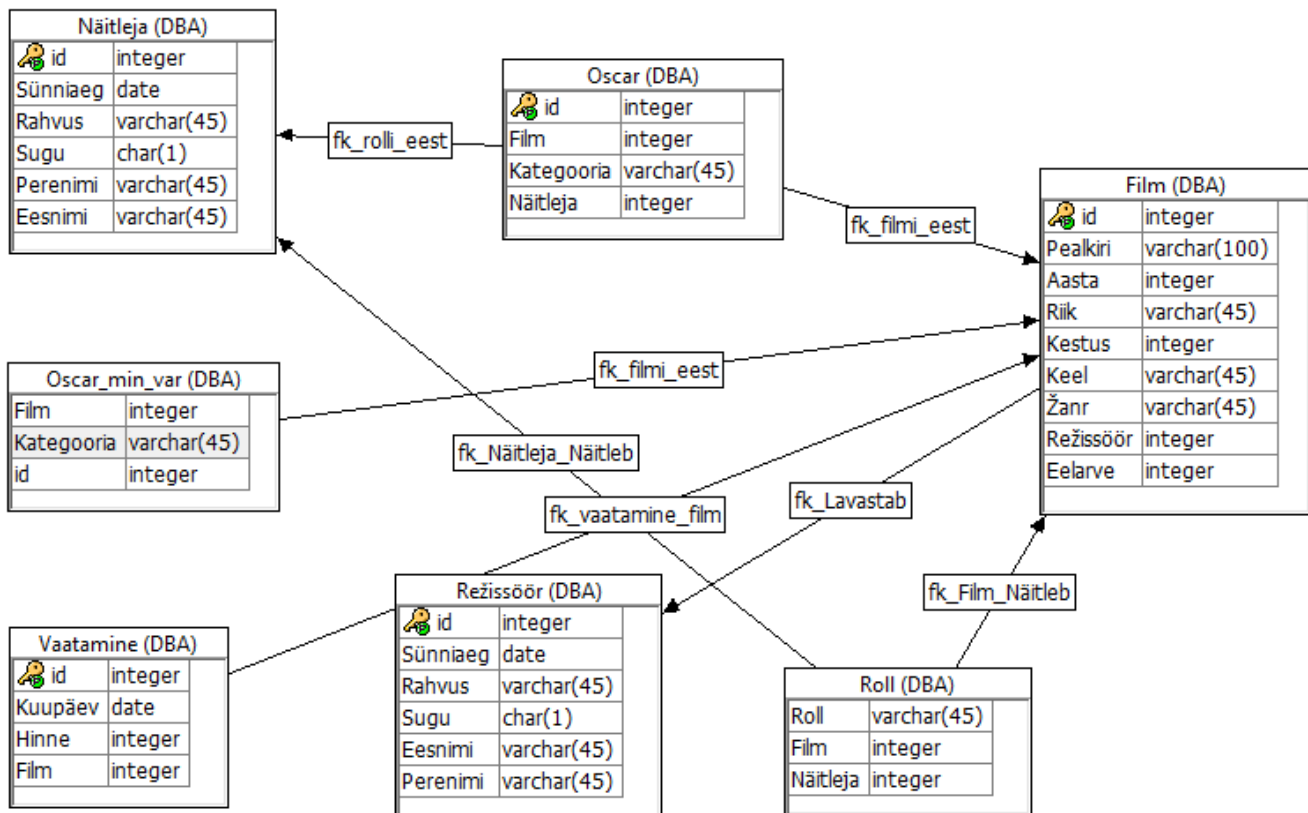 Näitleja (DBA)
id integer
Sünniaeg date
Rahvus varchar(45)
Sugu char(1)
Perenimi varchar(45)
Eesnimi varchar(45)
fk_rolli_eest
Oscar (DBA)
id integer
Film integer
Kategooria varchar(45)
Näitleja integer
fk_filmi_eest
Film (DBA)
id integer
Pealkiri varchar(100)
Aasta integer
Riik varchar(45)
Kestus integer
Keel varchar(45)
Žanr varchar(45)
Režissöör integer
Eelarve integer
Oscar_min_var (DBA)
Film integer
Kategooria varchar(45)
id integer
fk_filmi_eest
fk_Näitleja_Näitleb
fk_vaatamine_film
fk_Lavastab
fk_Film_Näitleb
Vaatamine (DBA)
id integer
Kuupäev date
Hinne integer
Film integer
Režissöör (DBA)
id integer
Sünniaeg date
Rahvus varchar(45)
Sugu char(1)
Eesnimi varchar(45)
Perenimi varchar(45)
Roll (DBA)
Roll varchar(45)
Film integer
Näitleja integer